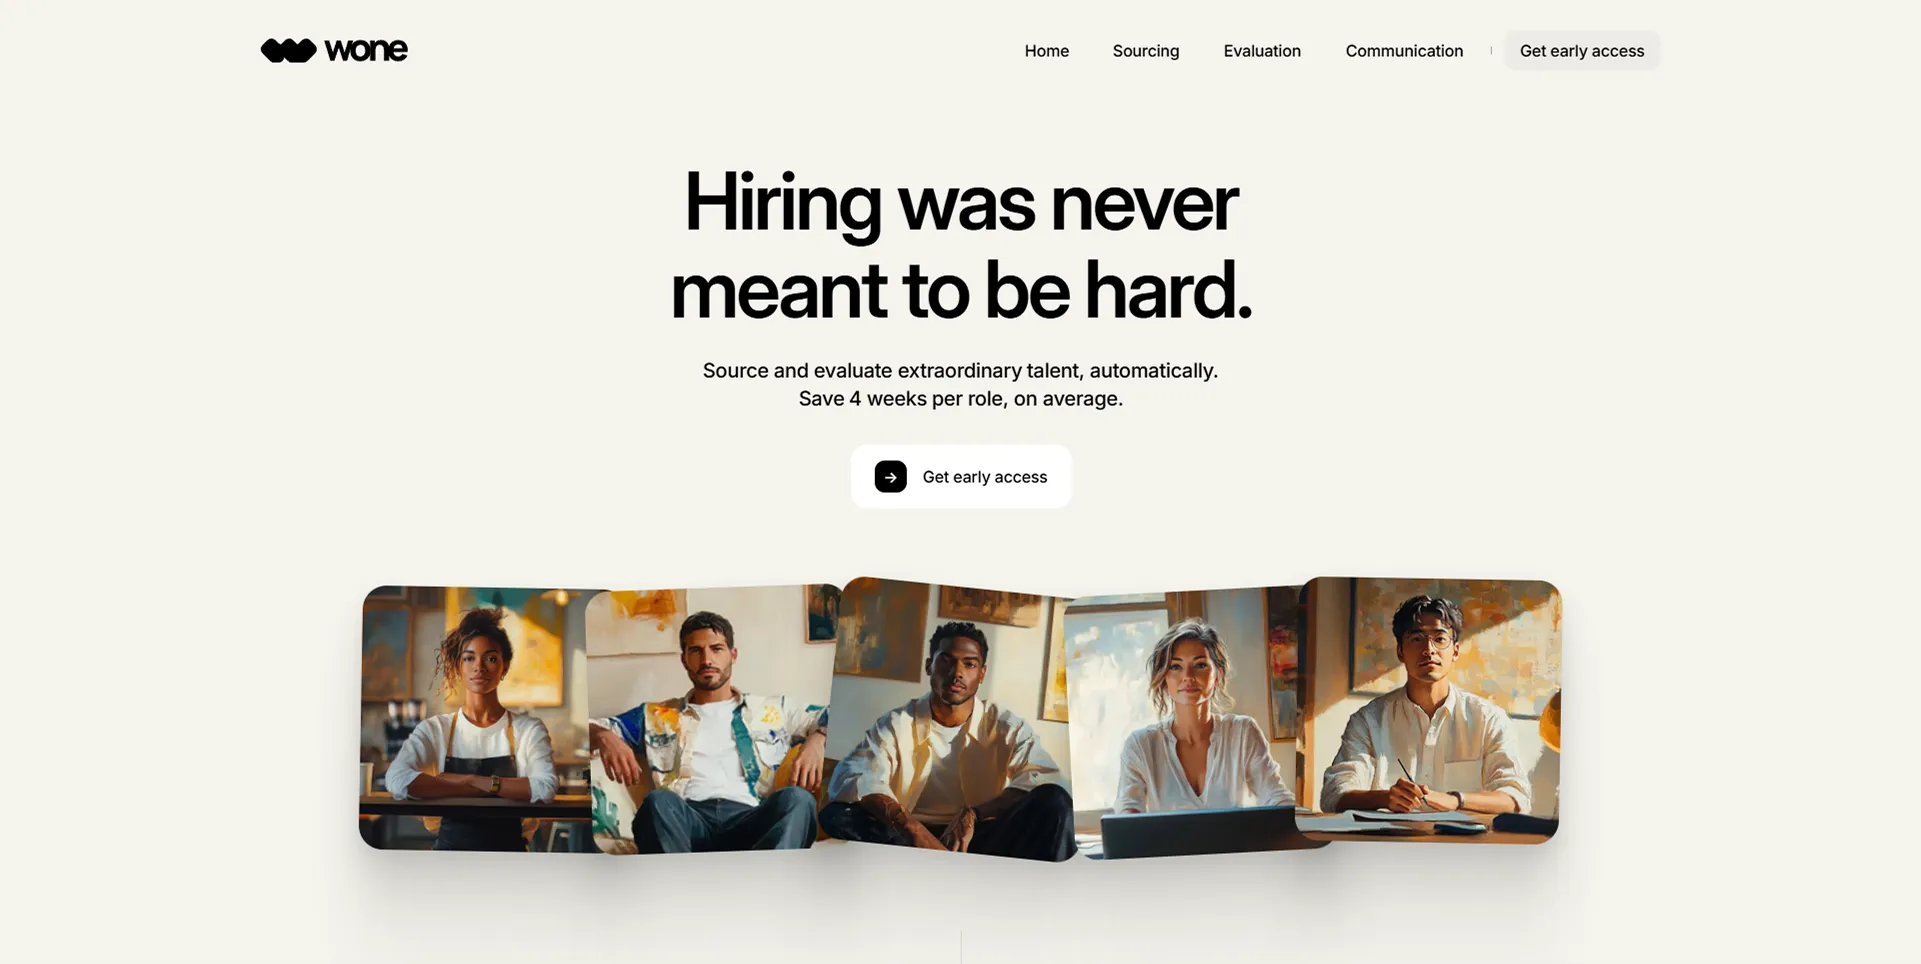 wone
Home
Sourcing
Evaluation
Communication
Get early access
Hiring was never
meant to be hard.
Source and evaluate extraordinary talent, automatically.
Save 4 weeks per role, on average.
Get early access